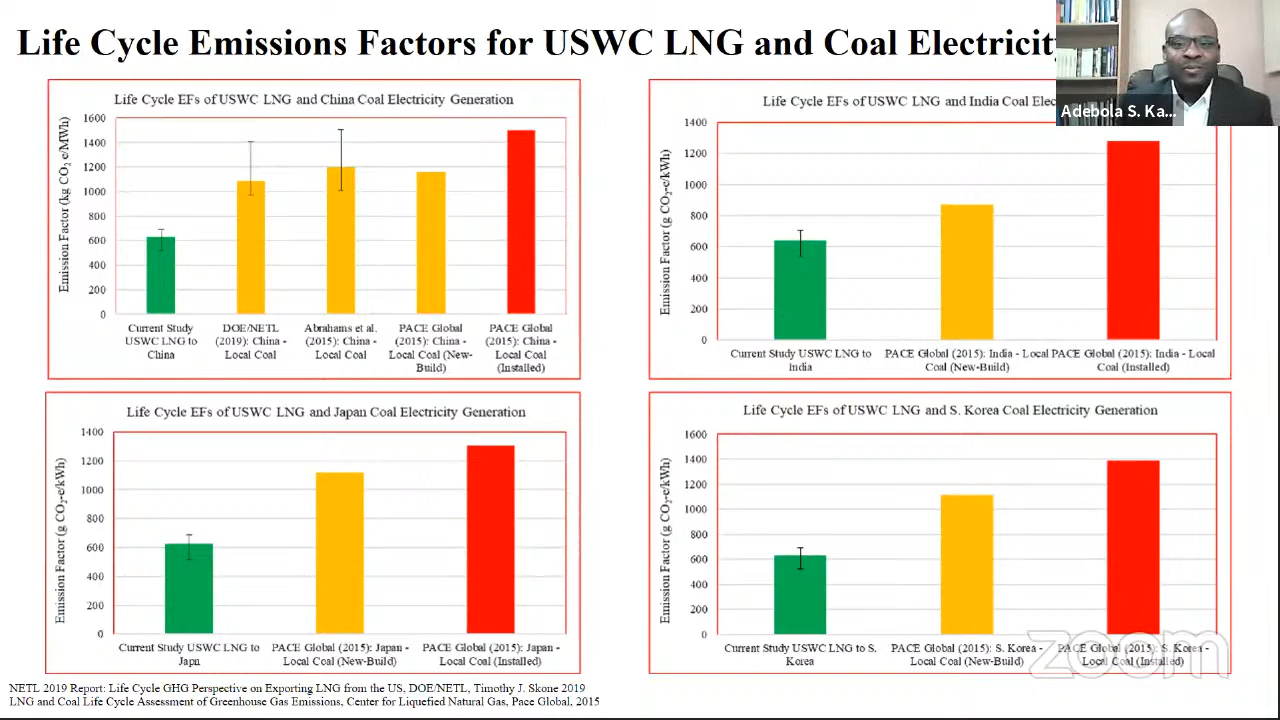 Life Cycle Emissions Factors for USWC LNG and Coal Electricity
Adebola S. Ka...
Life Cycle EFs of USWC LNG and China Coal Electricity Generation
Emission Factor (kg CO₂ e/MWh)
1600
1400
1200
1000
800
600
400
200
0
Current Study
USWC LNG to
China
DOE/NETL
(2019): China -
Local Coal
Abrahams et al.
(2015): China -
Local Coal
PACE Global
(2015): China -
Local Coal (New-
Build)
PACE Global
(2015): China -
Local Coal
(Installed)
Life Cycle EFs of USWC LNG and India Coal
Emission Factor (g CO₂-e/kWh)
1400
1200
1000
800
600
400
200
0
Current Study USWC LNG to
India
PACE Global (2015): India - Local
Coal (New-Build)
PACE Global (2015): India - Local
Coal (Installed)
Life Cycle EFs of USWC LNG and Japan Coal Electricity Generation
Emission Factor (g CO₂-e/kWh)
1400
1200
1000
800
600
400
200
0
Current Study USWC LNG to
Japn
PACE Global (2015): Japan -
Local Coal (New-Build)
PACE Global (2015): Japan -
Local Coal (Installed)
Life Cycle EFs of USWC LNG and S. Korea Coal Electricity Generation
Emission Factor (g CO₂-e/kWh)
1600
1400
1200
1000
800
600
400
200
0
Current Study USWC LNG to S.
Korea
PACE Global (2015): S. Korea -
Local Coal (New-Build)
PACE Global (2015): S. Korea -
Local Coal (Installed)
zoom
NETL 2019 Report: Life Cycle GHG Perspective on Exporting LNG from the US. DOE/NETL, Timothy J. Skone 2019
LNG and Coal Life Cycle Assessment of Greenhouse Gas Emissions, Center for Liquefied Natural Gas, Pace Global, 2015